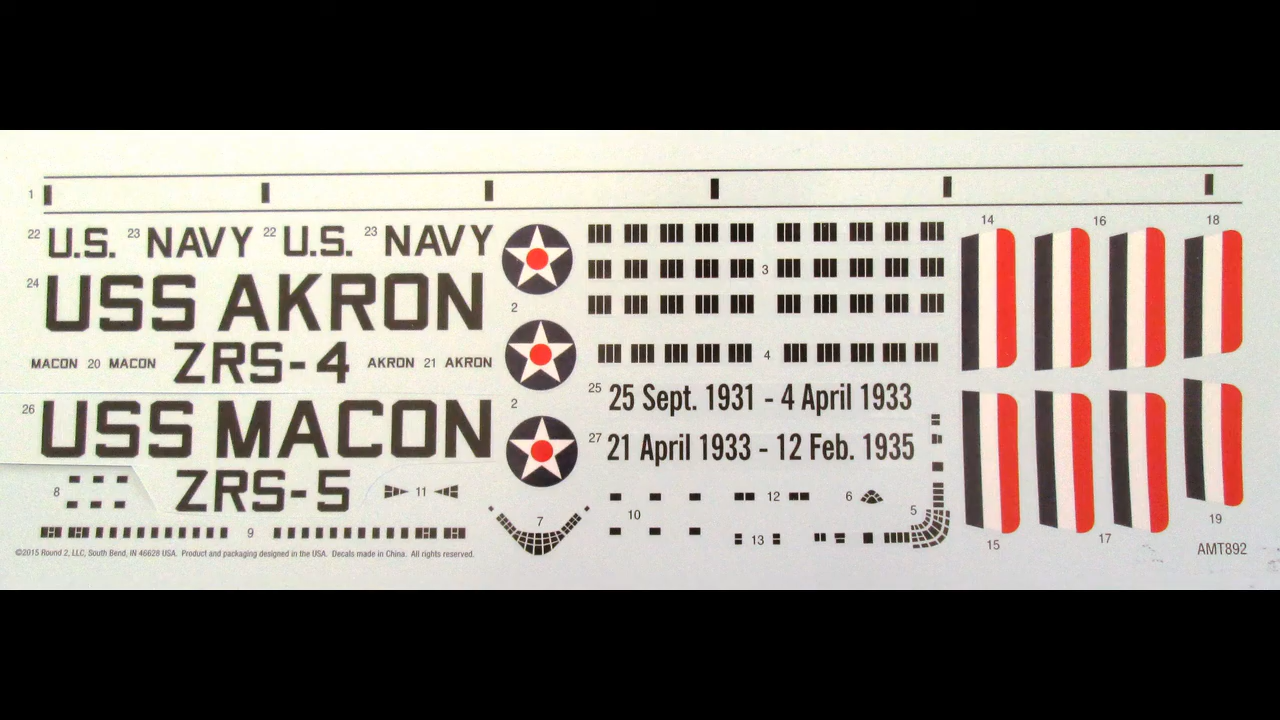 1
14 16 18
22 U.S. 23 NAVY 22 U.S. 23 NAVY
3
24 USS AKRON
2
MACON 20 MACON ZRS-4 AKRON 21 AKRON
4
25 25 Sept. 1931 - 4 April 1933
26 USS MACON
2
27 21 April 1933 - 12 Feb. 1935
8 ZRS-5 11
12 6
10 5
7
9
13
15 17 19
©2015 Round 2, LLC, South Bend, IN 46628 USA. Product and packaging designed in the USA. Decals made in China. All rights reserved.
AMT892